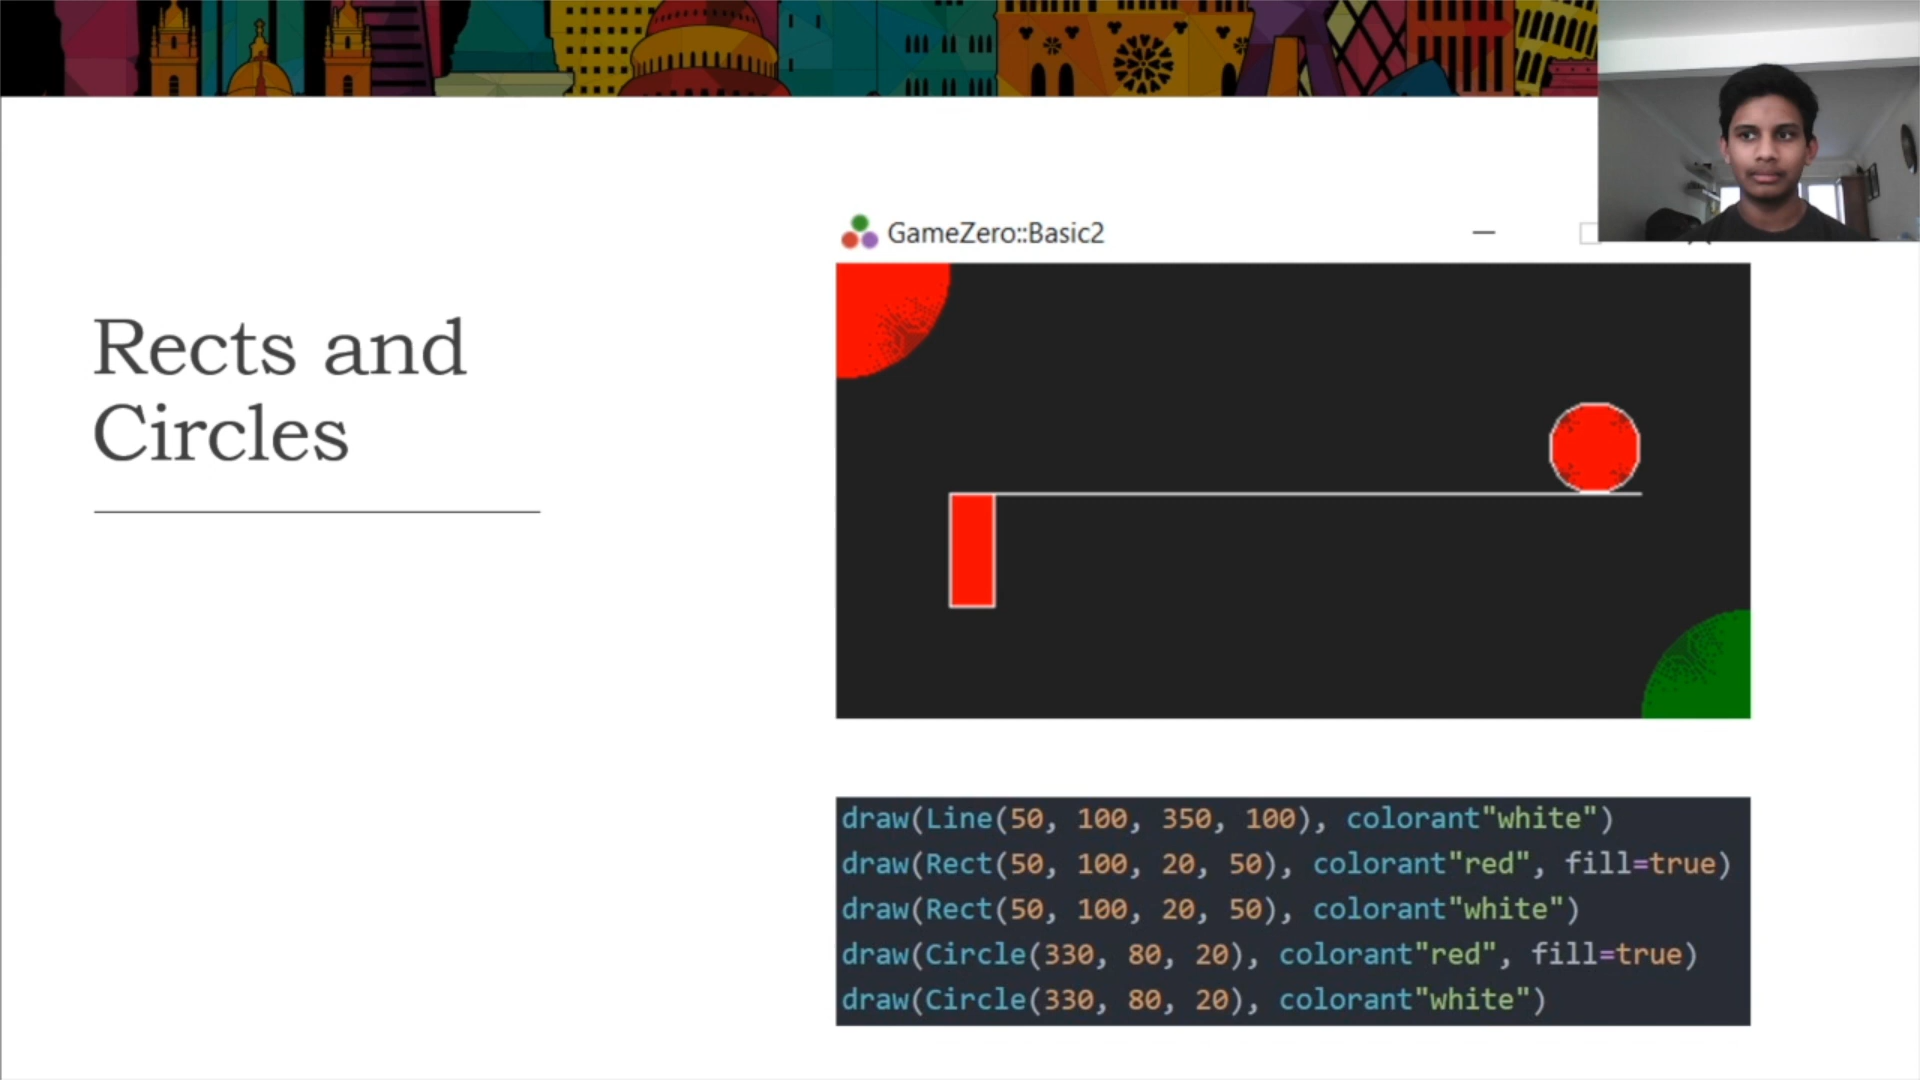 GameZero::Basic2
Rects and
Circles
draw(Line(50, 100, 350, 100), colorant"white")
draw(Rect(50, 100, 20, 50), colorant"red", fill=true)
draw(Rect(50, 100, 20, 50), colorant"white")
draw(Circle(330, 80, 20), colorant"red", fill=true)
draw(Circle(330, 80, 20), colorant"white")